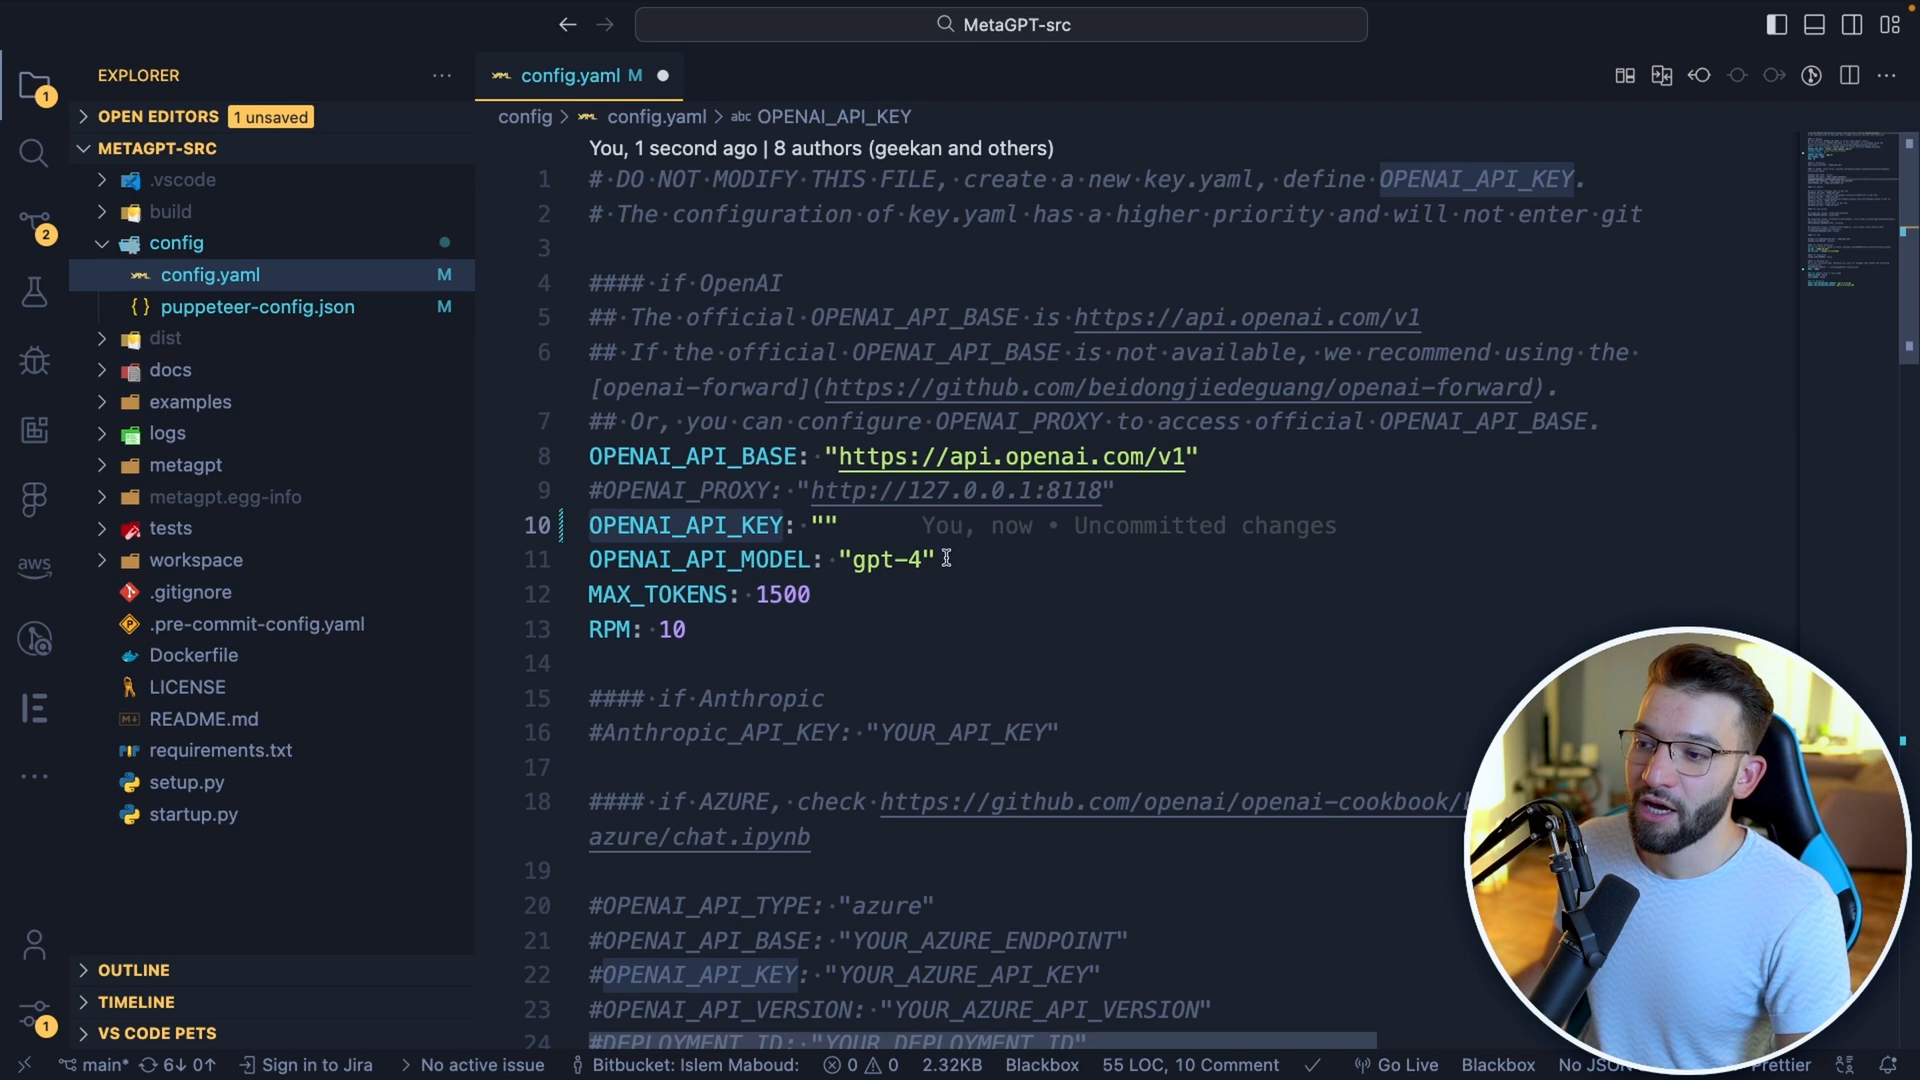 MetaGPT-src
EXPLORER
config.yaml M
OPEN EDITORS 1 unsaved
config > config.yaml > abc OPENAI_API_KEY
METAGPT-SRC
You, 1 second ago | 8 authors (geekan and others)
.vscode
build
config
config.yaml M
puppeteer-config.json M
dist
docs
examples
logs
metagpt
metagpt.egg-info
tests
workspace
.gitignore
.pre-commit-config.yaml
Dockerfile
LICENSE
README.md
requirements.txt
setup.py
startup.py
OUTLINE
TIMELINE
VS CODE PETS
1
2
aws
1
1 # DO NOT MODIFY THIS FILE, create a new key.yaml, define OPENAI_API_KEY.
2 # The configuration of key.yaml has a higher priority and will not enter git
3
4 #### if OpenAI
5 ## The official OPENAI_API_BASE is https://api.openai.com/v1
6 ## If the official OPENAI_API_BASE is not available, we recommend using the
[openai-forward](https://github.com/beidongjiedeguang/openai-forward).
7 ## Or, you can configure OPENAI_PROXY to access official OPENAI_API_BASE.
8 OPENAI_API_BASE: "https://api.openai.com/v1"
9 #OPENAI_PROXY: "http://127.0.0.1:8118"
10 OPENAI_API_KEY: "" You, now • Uncommitted changes
11 OPENAI_API_MODEL: "gpt-4"
12 MAX_TOKENS: 1500
13 RPM: 10
14
15 #### if Anthropic
16 #Anthropic_API_KEY: "YOUR_API_KEY"
17
18 #### if AZURE, check https://github.com/openai/openai-cookbook/
azure/chat.ipynb
19
20 #OPENAI_API_TYPE: "azure"
21 #OPENAI_API_BASE: "YOUR_AZURE_ENDPOINT"
22 #OPENAI_API_KEY: "YOUR_AZURE_API_KEY"
23 #OPENAI_API_VERSION: "YOUR_AZURE_API_VERSION"
24 #DEPLOYMENT_ID: "YOUR_DEPLOYMENT_ID"
main* 6↓ 0↑ Sign in to Jira No active issue Bitbucket: Islem Maboud: 0 0 2.32KB Blackbox 55 LOC, 10 Comment Go Live Blackbox No JSON Prettier